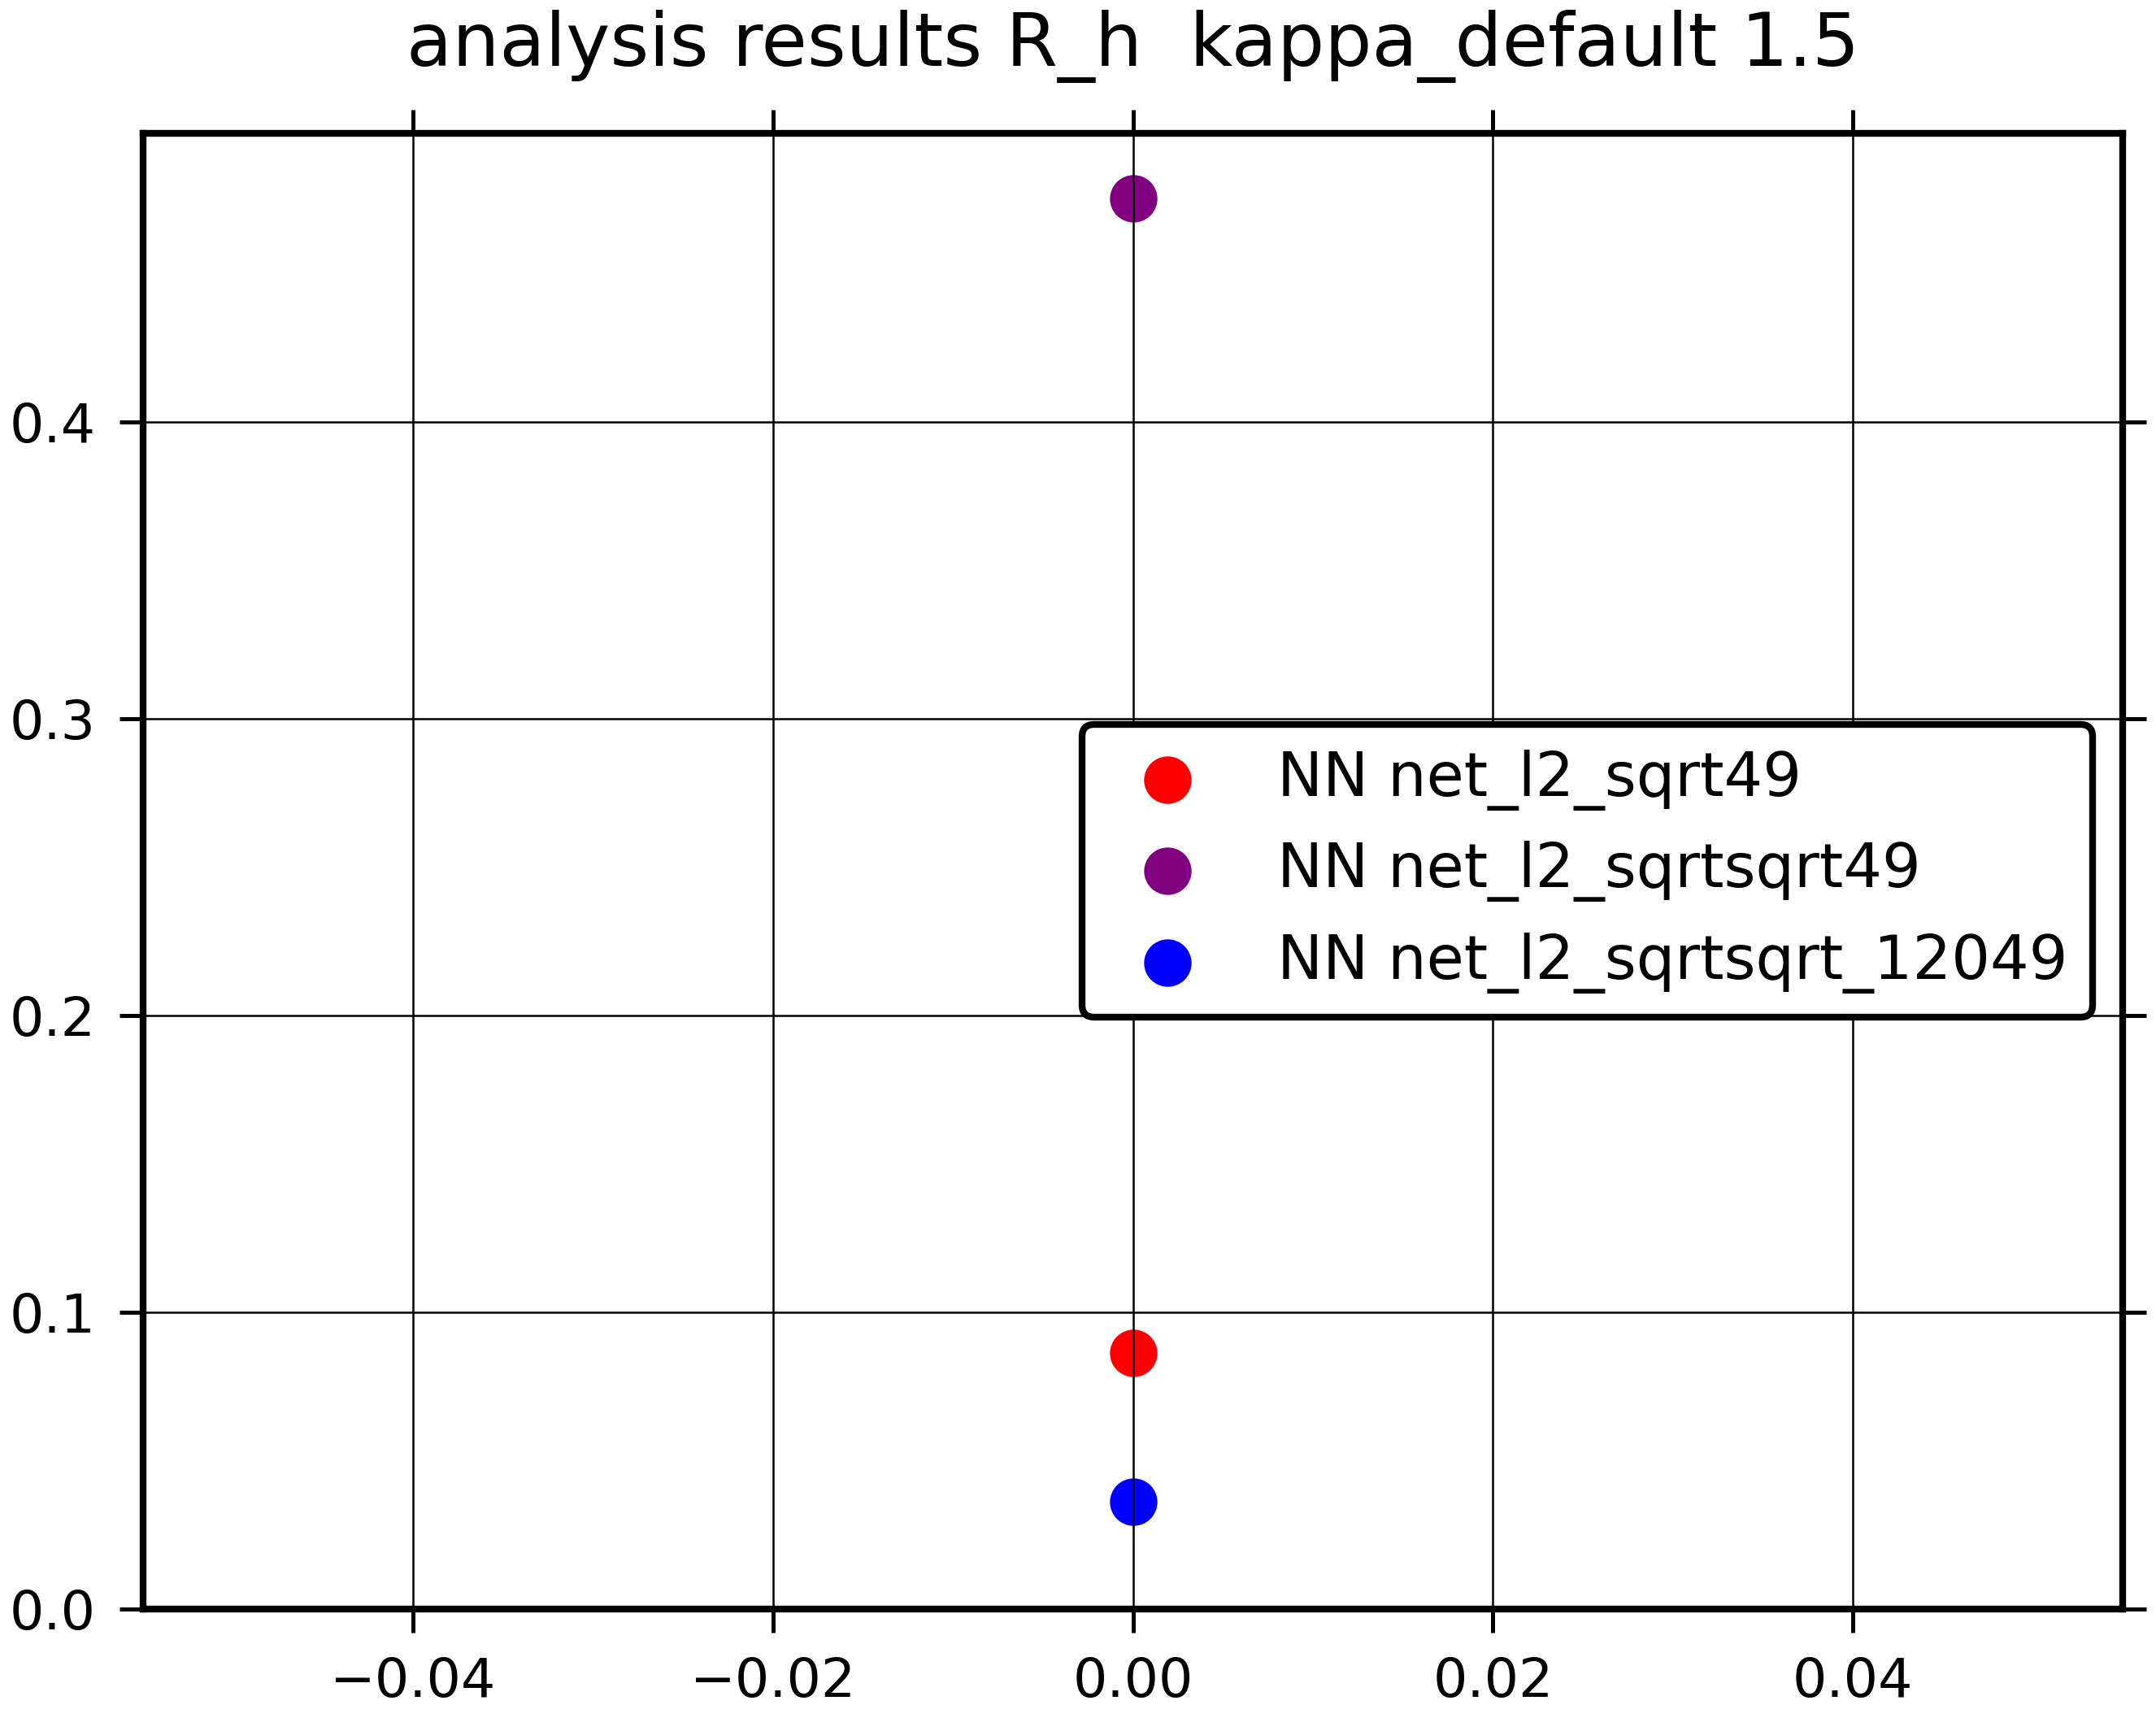 analysis results R_h  kappa_default 1.5
0.4
0.3
NN net_l2_sqrt49
NN net_l2_sqrtsqrt49
NN net_l2_sqrtsqrt_12049
0.2
0.1
0.0
−0.04 −0.02 0.00 0.02 0.04